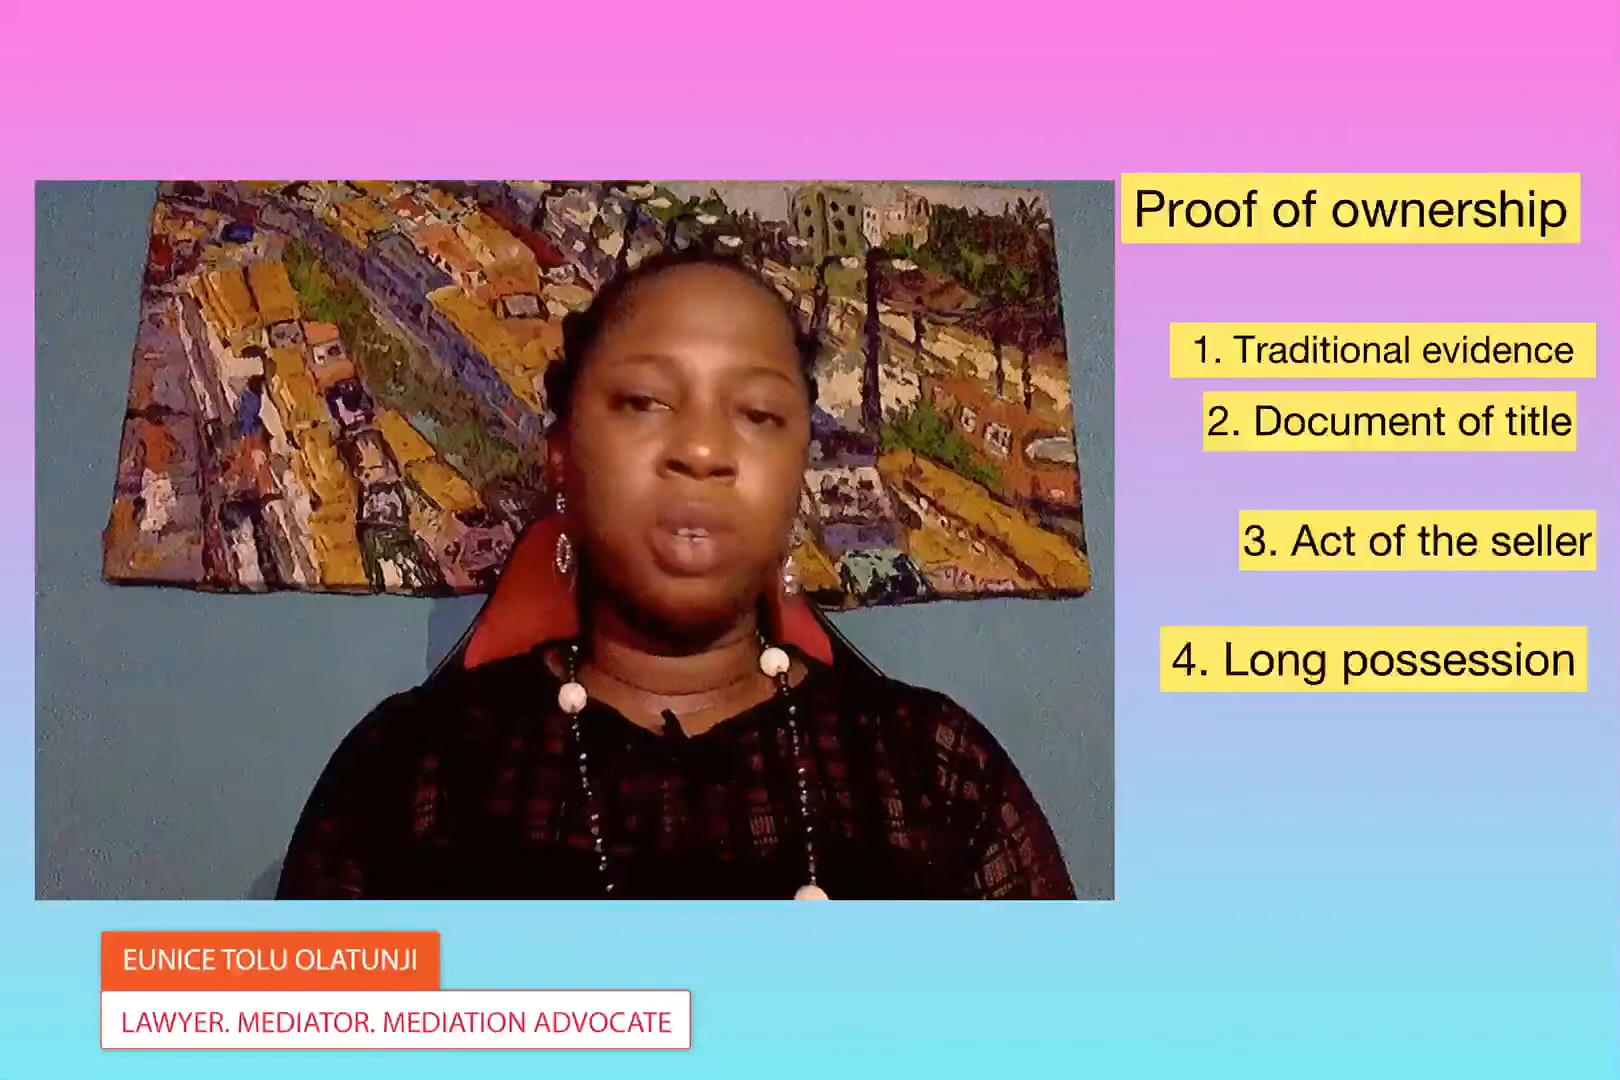 Proof of ownership
1. Traditional evidence
2. Document of title
3. Act of the seller
4. Long possession
EUNICE TOLU OLATUNJI
LAWYER. MEDIATOR. MEDIATION ADVOCATE